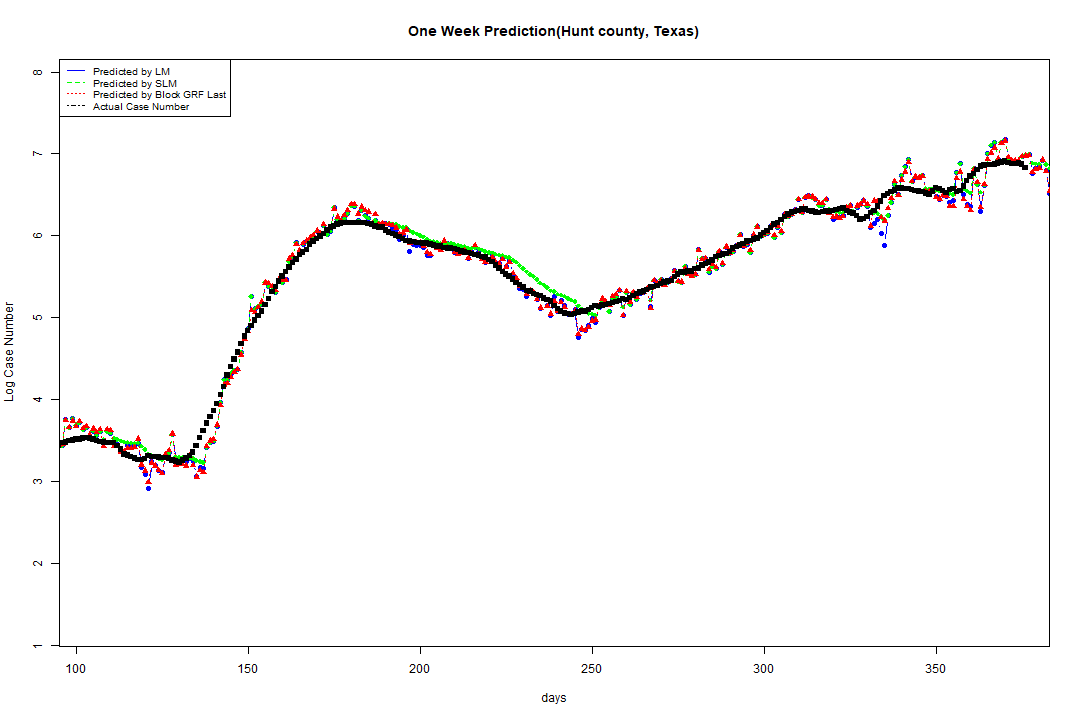 One Week Prediction(Hunt county, Texas)
Predicted by LM
Predicted by SLM
Predicted by Block GRF Last
Actual Case Number
8
7
6
5
4
3
2
1
Log Case Number
100 150 200 250 300 350
days